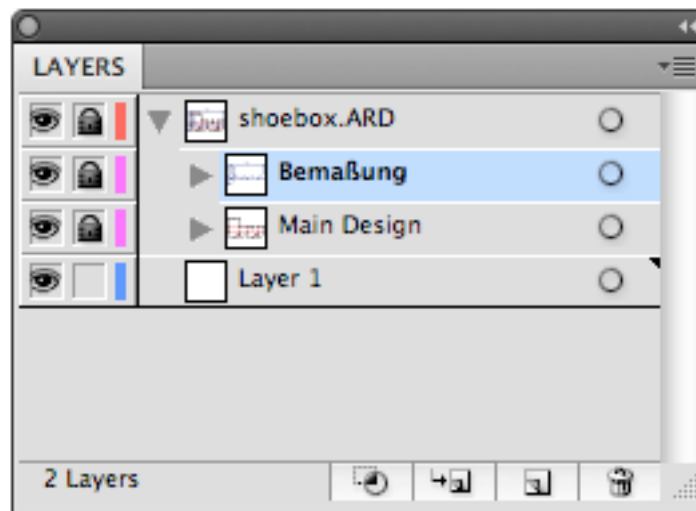 LAYERS
shoebox.ARD
Bemaßung
Main Design
Layer 1
2 Layers